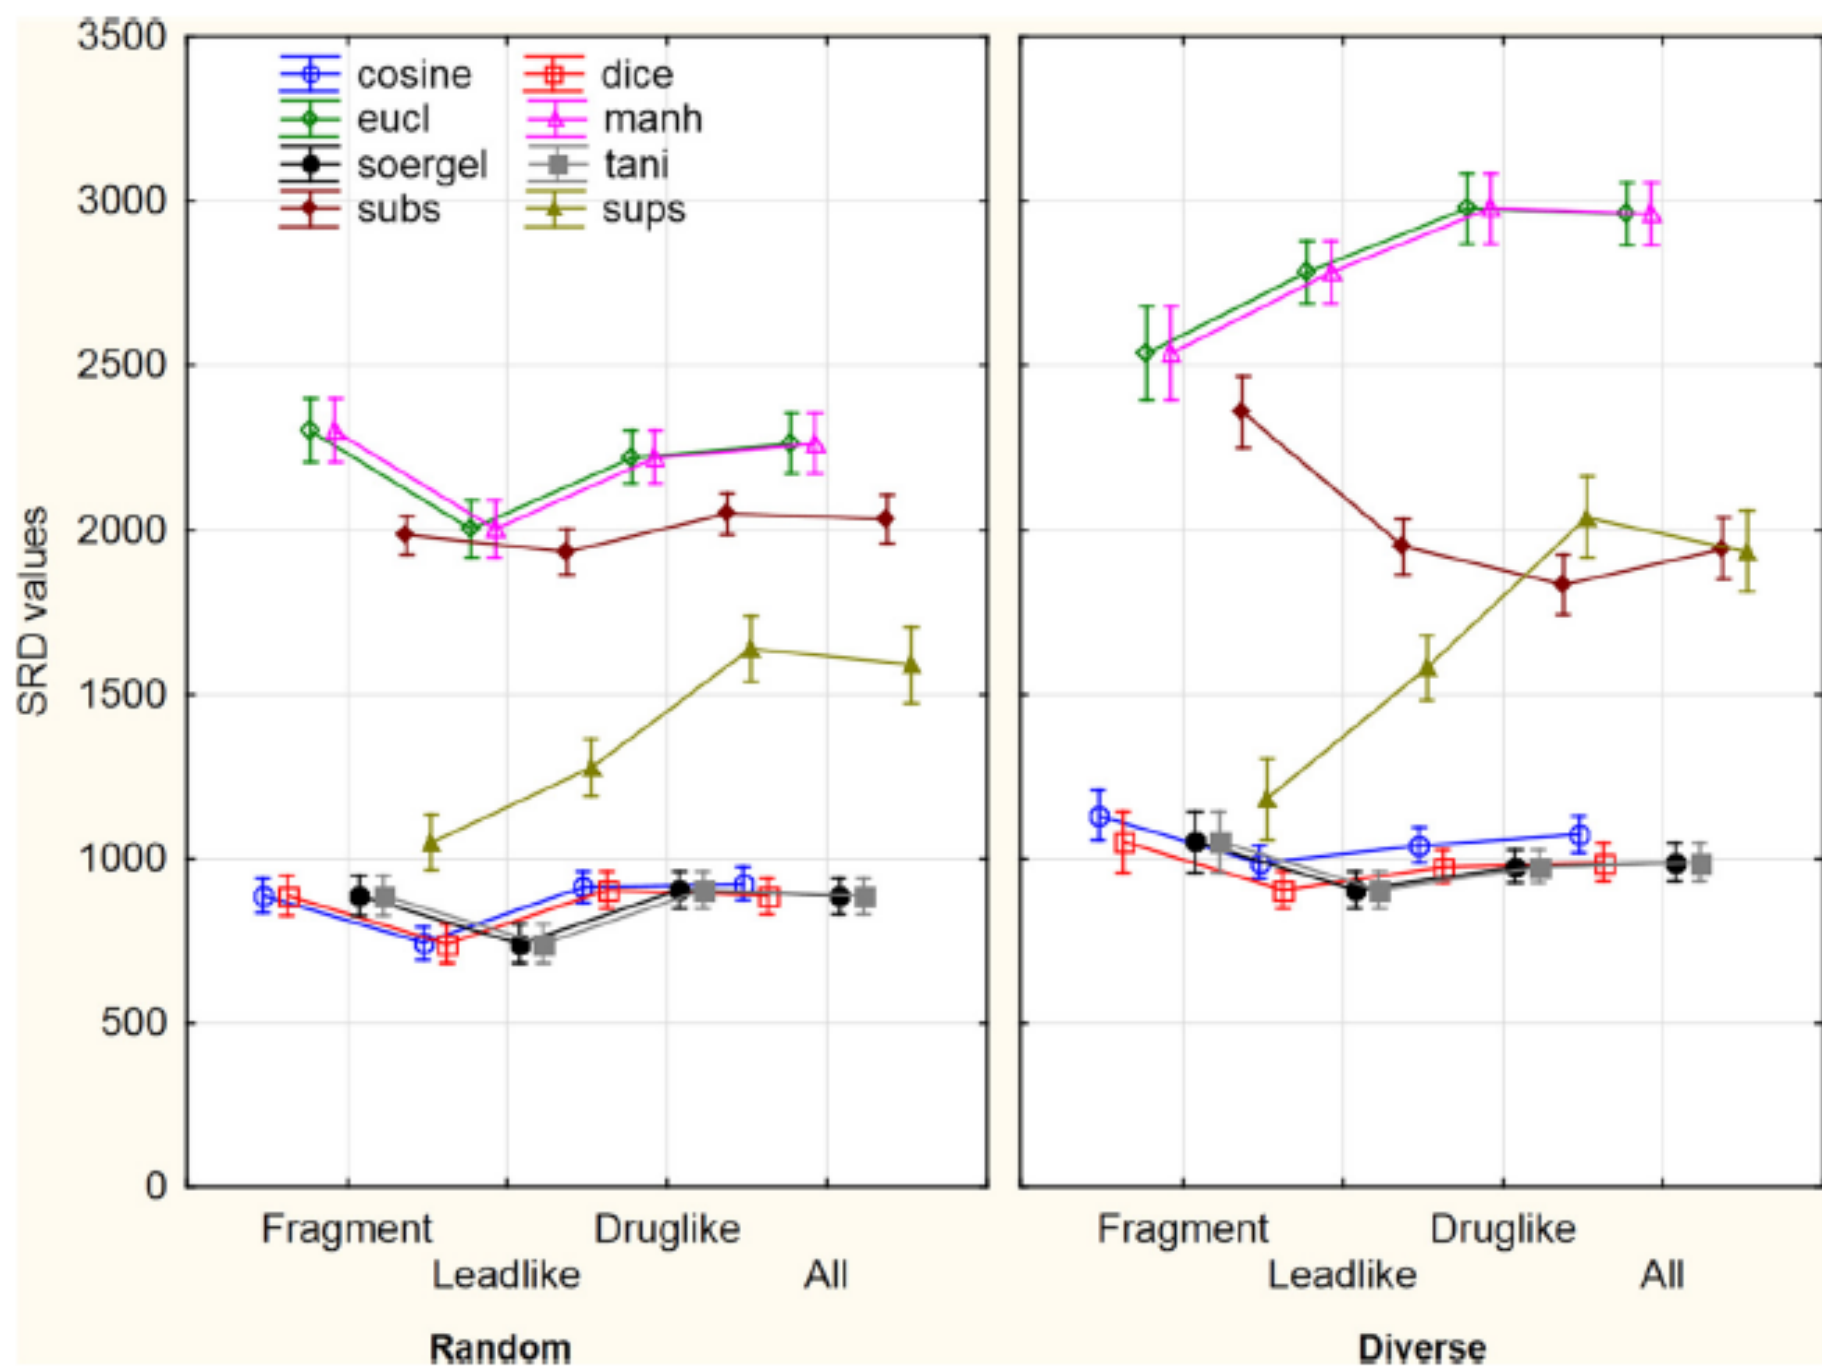 3500
3000
2500
2000
1500
1000
500
0
SRD values
cosine dice
eucl manh
soergel tani
subs sups
Fragment Druglike Fragment Druglike
Leadlike All Leadlike All
Random Diverse